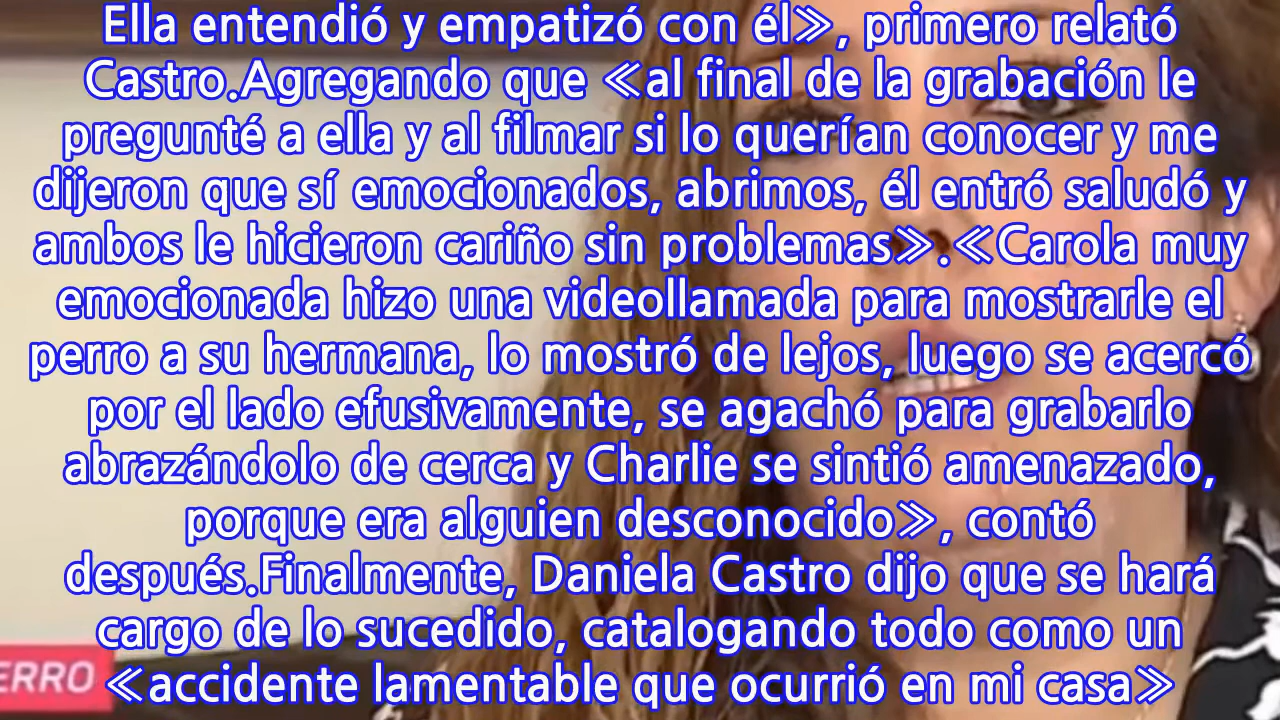 Ella entendió y empatizó con él≫, primero relató
Castro.Agregando que ≪al final de la grabación le
pregunté a ella y al filmar si lo querían conocer y me
dijeron que sí emocionados, abrimos, él entró saludó y
ambos le hicieron cariño sin problemas≫.≪Carola muy
emocionada hizo una videollamada para mostrarle el
perro a su hermana, lo mostró de lejos, luego se acercó
por el lado efusivamente, se agachó para grabarlo
abrazándolo de cerca y Charlie se sintió amenazado,
porque era alguien desconocido≫, contó
después.Finalmente, Daniela Castro dijo que se hará
cargo de lo sucedido, catalogando todo como un
≪accidente lamentable que ocurrió en mi casa≫
ERRO